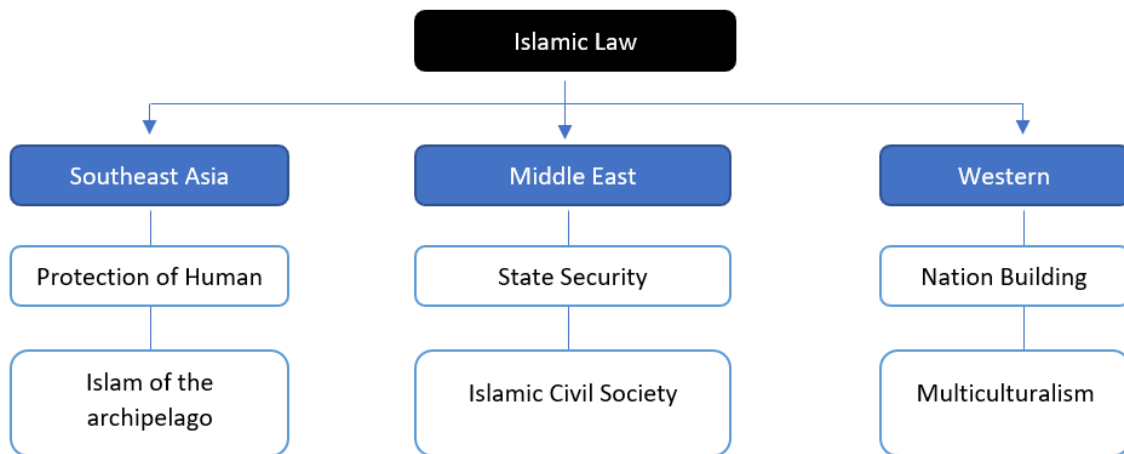 Islamic Law
Southeast Asia
Middle East
Western
Protection of Human
State Security
Nation Building
Islam of the
archipelago
Islamic Civil Society
Multiculturalism